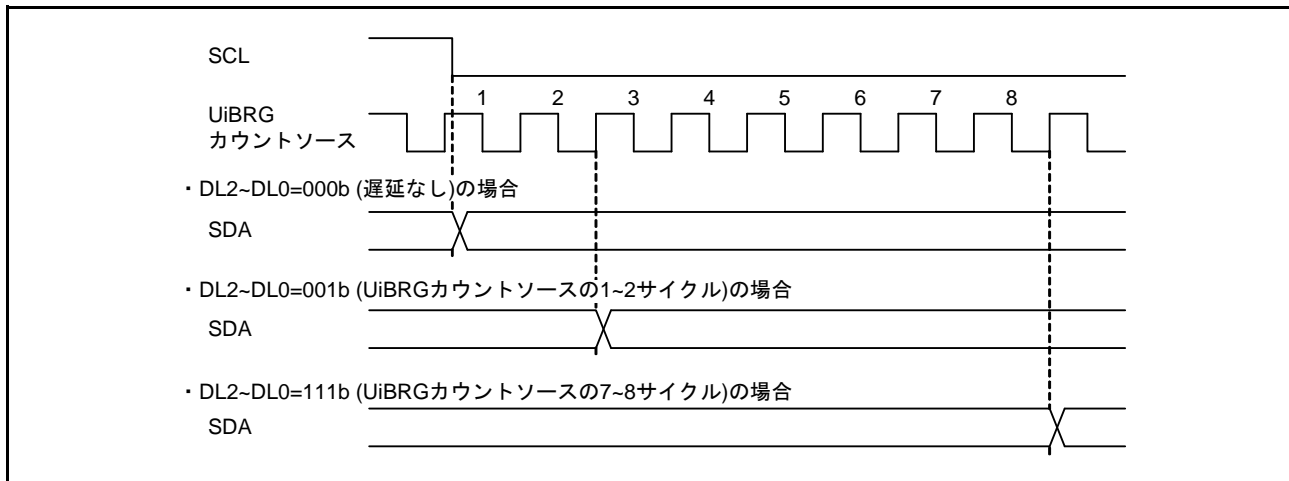 SCL
1 2 3 4 5 6 7 8
UiBRG
カウントソース
・DL2~DL0=000b (遅延なし)の場合
SDA
・DL2~DL0=001b (UiBRGカウントソースの1~2サイクル)の場合
SDA
・DL2~DL0=111b (UiBRGカウントソースの7~8サイクル)の場合
SDA